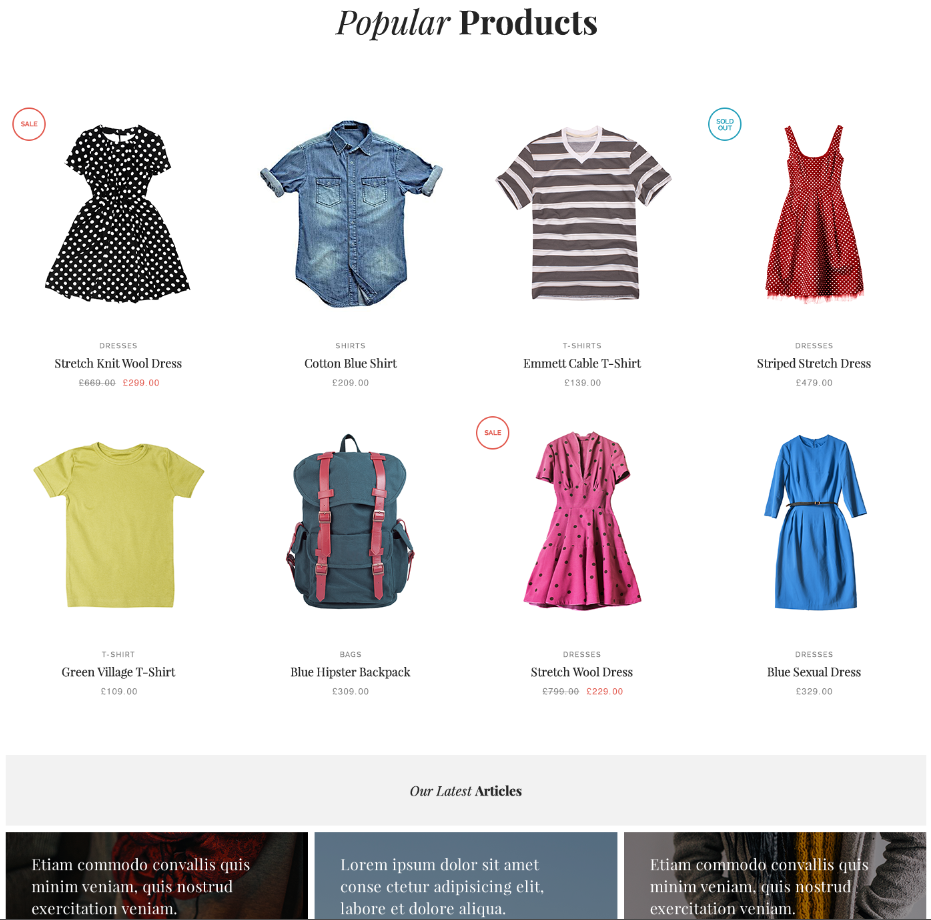 Popular Products
SALE
SOLD
OUT
DRESSES
Stretch Knit Wool Dress
£669.00 £299.00
SHIRTS
Cotton Blue Shirt
£209.00
T-SHIRTS
Emmett Cable T-Shirt
£139.00
DRESSES
Striped Stretch Dress
£479.00
SALE
T-SHIRT
Green Village T-Shirt
£109.00
BAGS
Blue Hipster Backpack
£309.00
DRESSES
Stretch Wool Dress
£799.00 £229.00
DRESSES
Blue Sexual Dress
£329.00
Our Latest Articles
Etiam commodo convallis quis
minim veniam, quis nostrud
exercitation veniam.
Lorem ipsum dolor sit amet
conse ctetur adipisicing elit,
labore et dolore aliqua.
Etiam commodo convallis quis
minim veniam, quis nostrud
exercitation veniam.